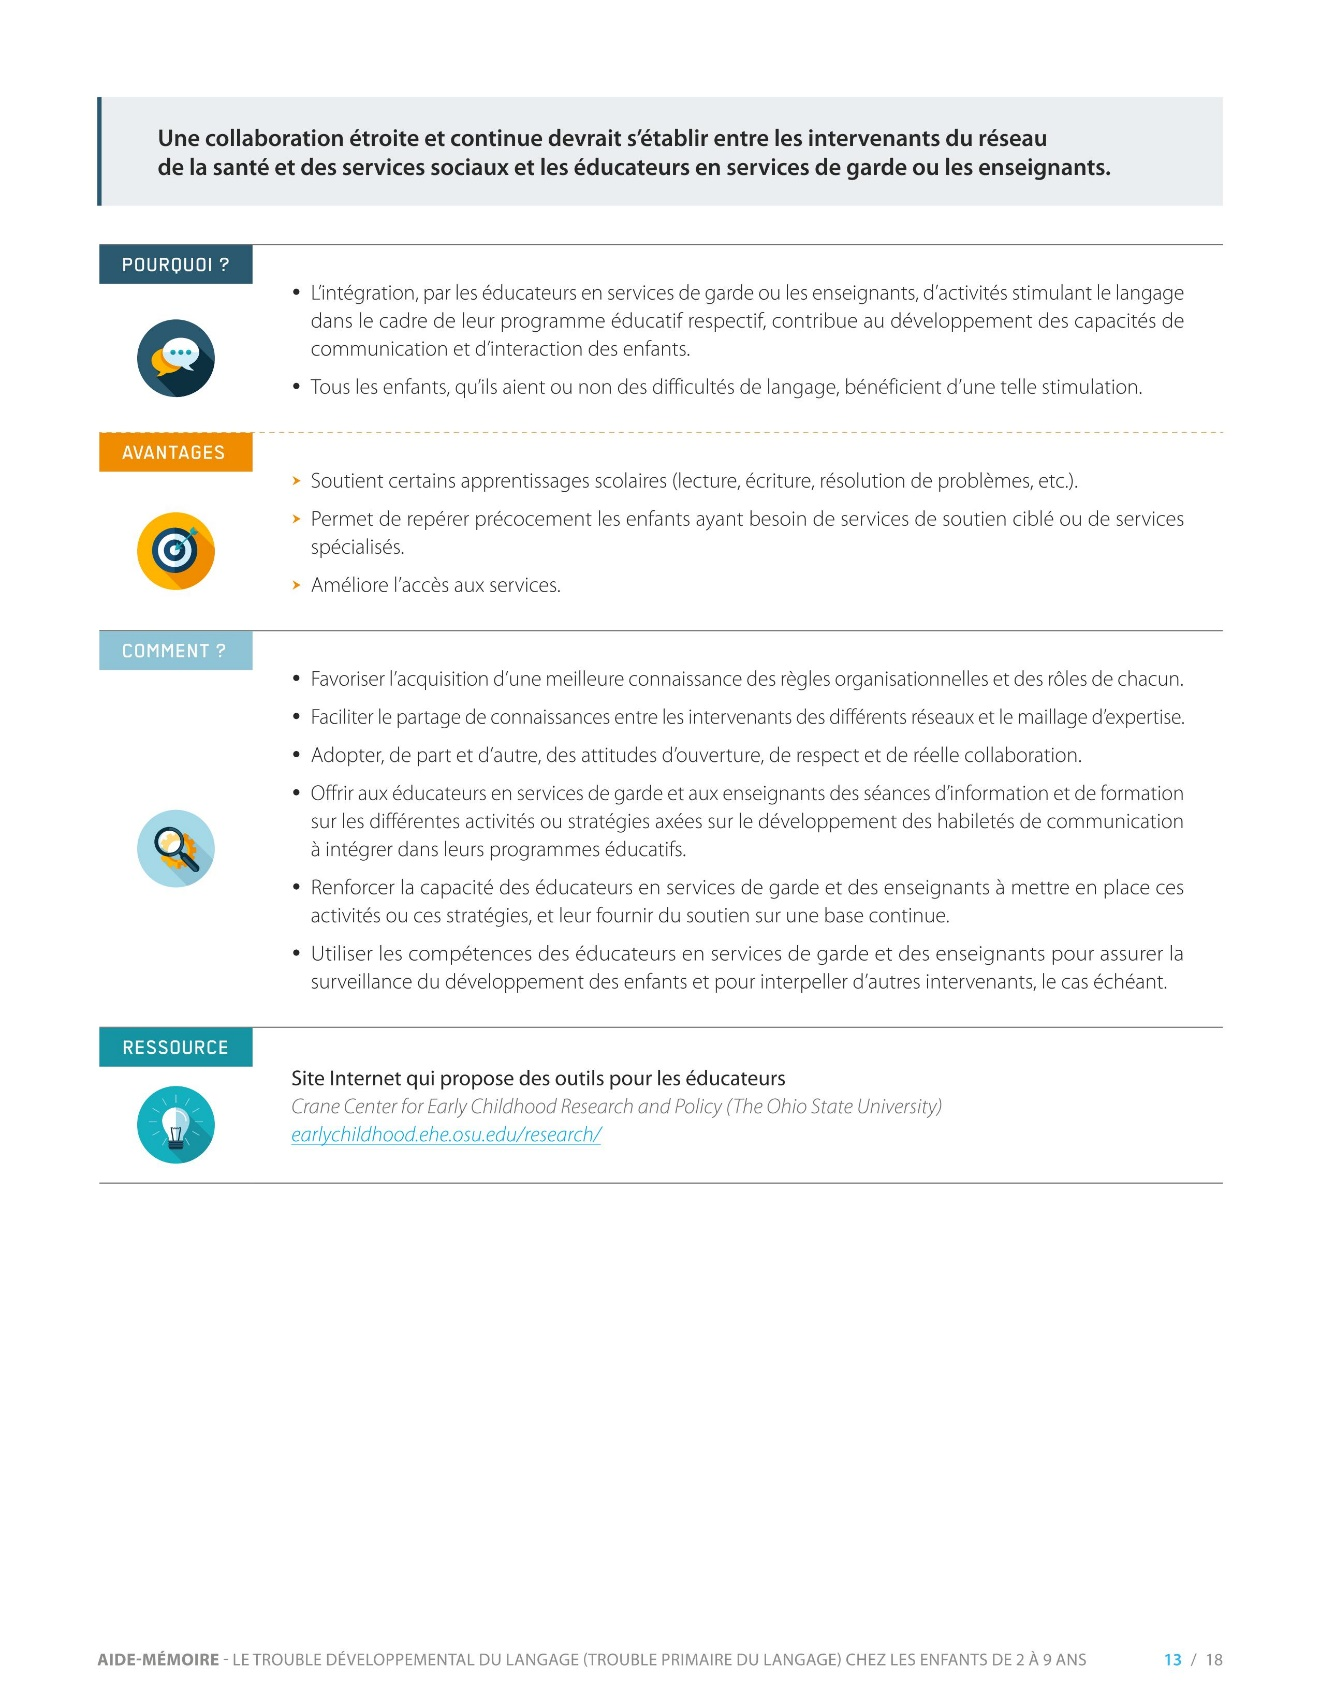 Une collaboration étroite et continue devrait s’établir entre les intervenants du réseau
de la santé et des services sociaux et les éducateurs en services de garde ou les enseignants.
POURQUOI ?
• L’intégration, par les éducateurs en services de garde ou les enseignants, d’activités stimulant le langage
dans le cadre de leur programme éducatif respectif, contribue au développement des capacités de
communication et d’interaction des enfants.
• Tous les enfants, qu’ils aient ou non des difficultés de langage, bénéficient d’une telle stimulation.
AVANTAGES
➤ Soutient certains apprentissages scolaires (lecture, écriture, résolution de problèmes, etc.).
➤ Permet de repérer précocement les enfants ayant besoin de services de soutien ciblé ou de services
spécialisés.
➤ Améliore l’accès aux services.
COMMENT ?
• Favoriser l’acquisition d’une meilleure connaissance des règles organisationnelles et des rôles de chacun.
• Faciliter le partage de connaissances entre les intervenants des différents réseaux et le maillage d’expertise.
• Adopter, de part et d’autre, des attitudes d’ouverture, de respect et de réelle collaboration.
• Offrir aux éducateurs en services de garde et aux enseignants des séances d’information et de formation
sur les différentes activités ou stratégies axées sur le développement des habiletés de communication
à intégrer dans leurs programmes éducatifs.
• Renforcer la capacité des éducateurs en services de garde et des enseignants à mettre en place ces
activités ou ces stratégies, et leur fournir du soutien sur une base continue.
• Utiliser les compétences des éducateurs en services de garde et des enseignants pour assurer la
surveillance du développement des enfants et pour interpeller d’autres intervenants, le cas échéant.
RESSOURCE
Site Internet qui propose des outils pour les éducateurs
Crane Center for Early Childhood Research and Policy (The Ohio State University)
earlychildhood.ehe.osu.edu/research/
AIDE-MÉMOIRE - LE TROUBLE DÉVELOPPEMENTAL DU LANGAGE (TROUBLE PRIMAIRE DU LANGAGE) CHEZ LES ENFANTS DE 2 À 9 ANS 13 / 18